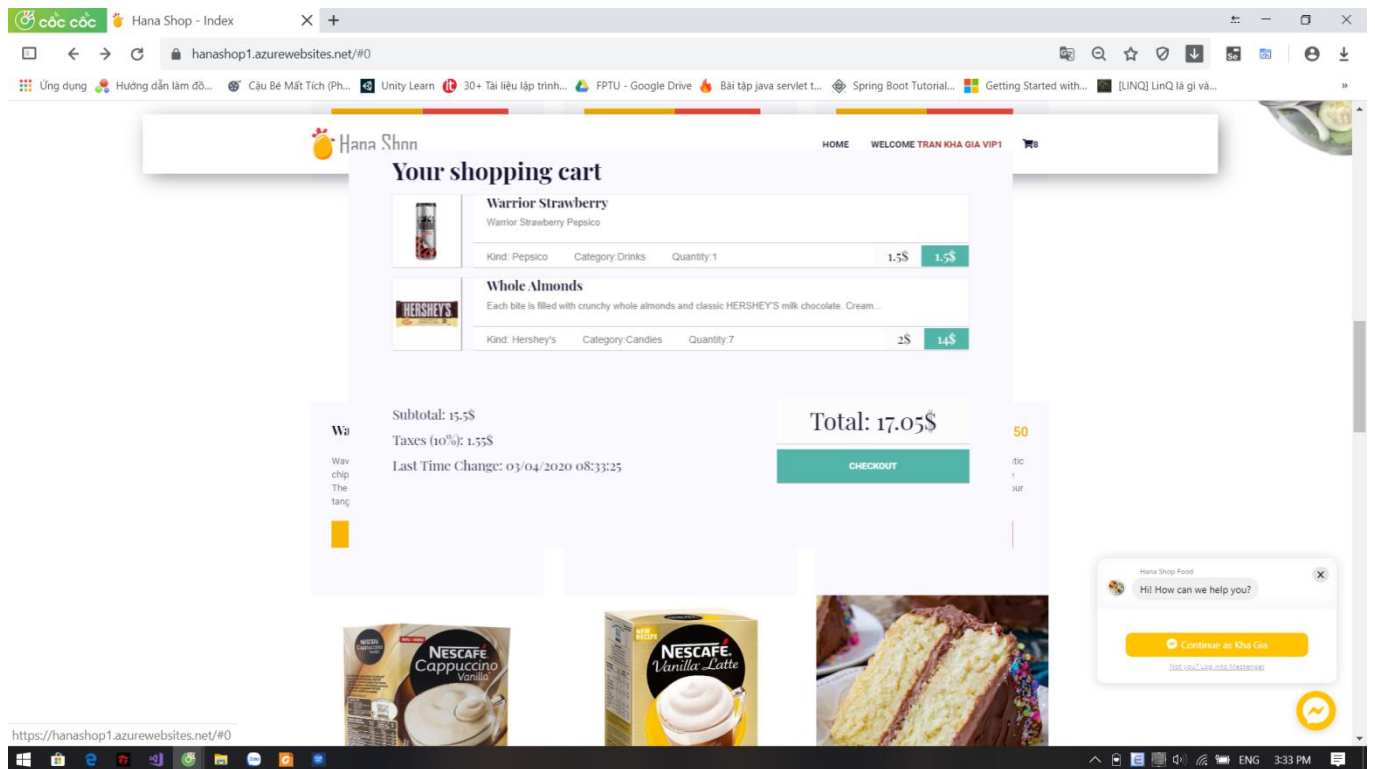 cốc cốc
Hana Shop - Index
hanashop1.azurewebsites.net/#0
Ứng dụng
Hướng dẫn làm đồ...
Cậu Bé Mất Tích (Ph...
Unity Learn
30+ Tài liệu lập trình...
FPTU - Google Drive
Bài tập java servlet t...
Spring Boot Tutorial...
Getting Started with...
[LINQ] LinQ là gì và...
Hana Shop
HOME WELCOME TRAN KHA GIA VIP1 8
Your shopping cart
Warrior Strawberry
Warrior Strawberry Pepsico
Kind: Pepsico Category:Drinks Quantity:1 1.5$ 1.5$
HERSHEY'S
Whole Almonds
Each bite is filled with crunchy whole almonds and classic HERSHEY'S milk chocolate. Cream...
Kind: Hershey's Category:Candies Quantity:7 2$ 14$
Subtotal: 15.5$
Taxes (10%): 1.55$
Last Time Change: 03/04/2020 08:33:25
Total: 17.05$
CHECKOUT
Wa
Wav
chip
The
tang
50
tic
our
Hana Shop Food
Hi! How can we help you?
Continue as Kha Gia
Not you? Log into Messenger
NESCAFÉ
Cappuccino
Vanilla
NEW
RECIPE
NESCAFÉ.
Vanilla Latte
https://hanashop1.azurewebsites.net/#0
ENG 3:33 PM